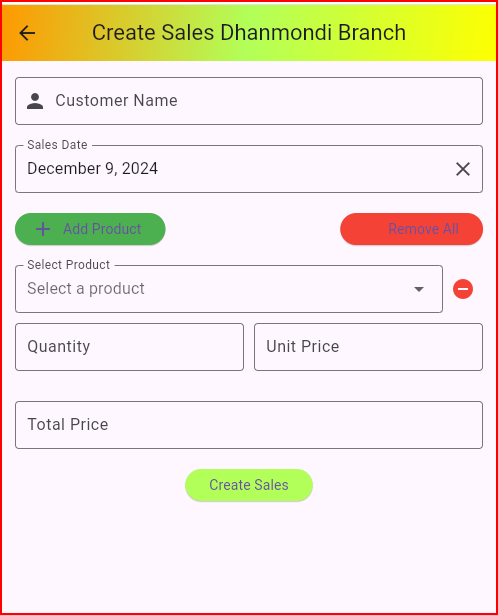 Create Sales Dhanmondi Branch
Customer Name
Sales Date
December 9, 2024
Add Product
Remove All
Select Product
Select a product
Quantity
Unit Price
Total Price
Create Sales